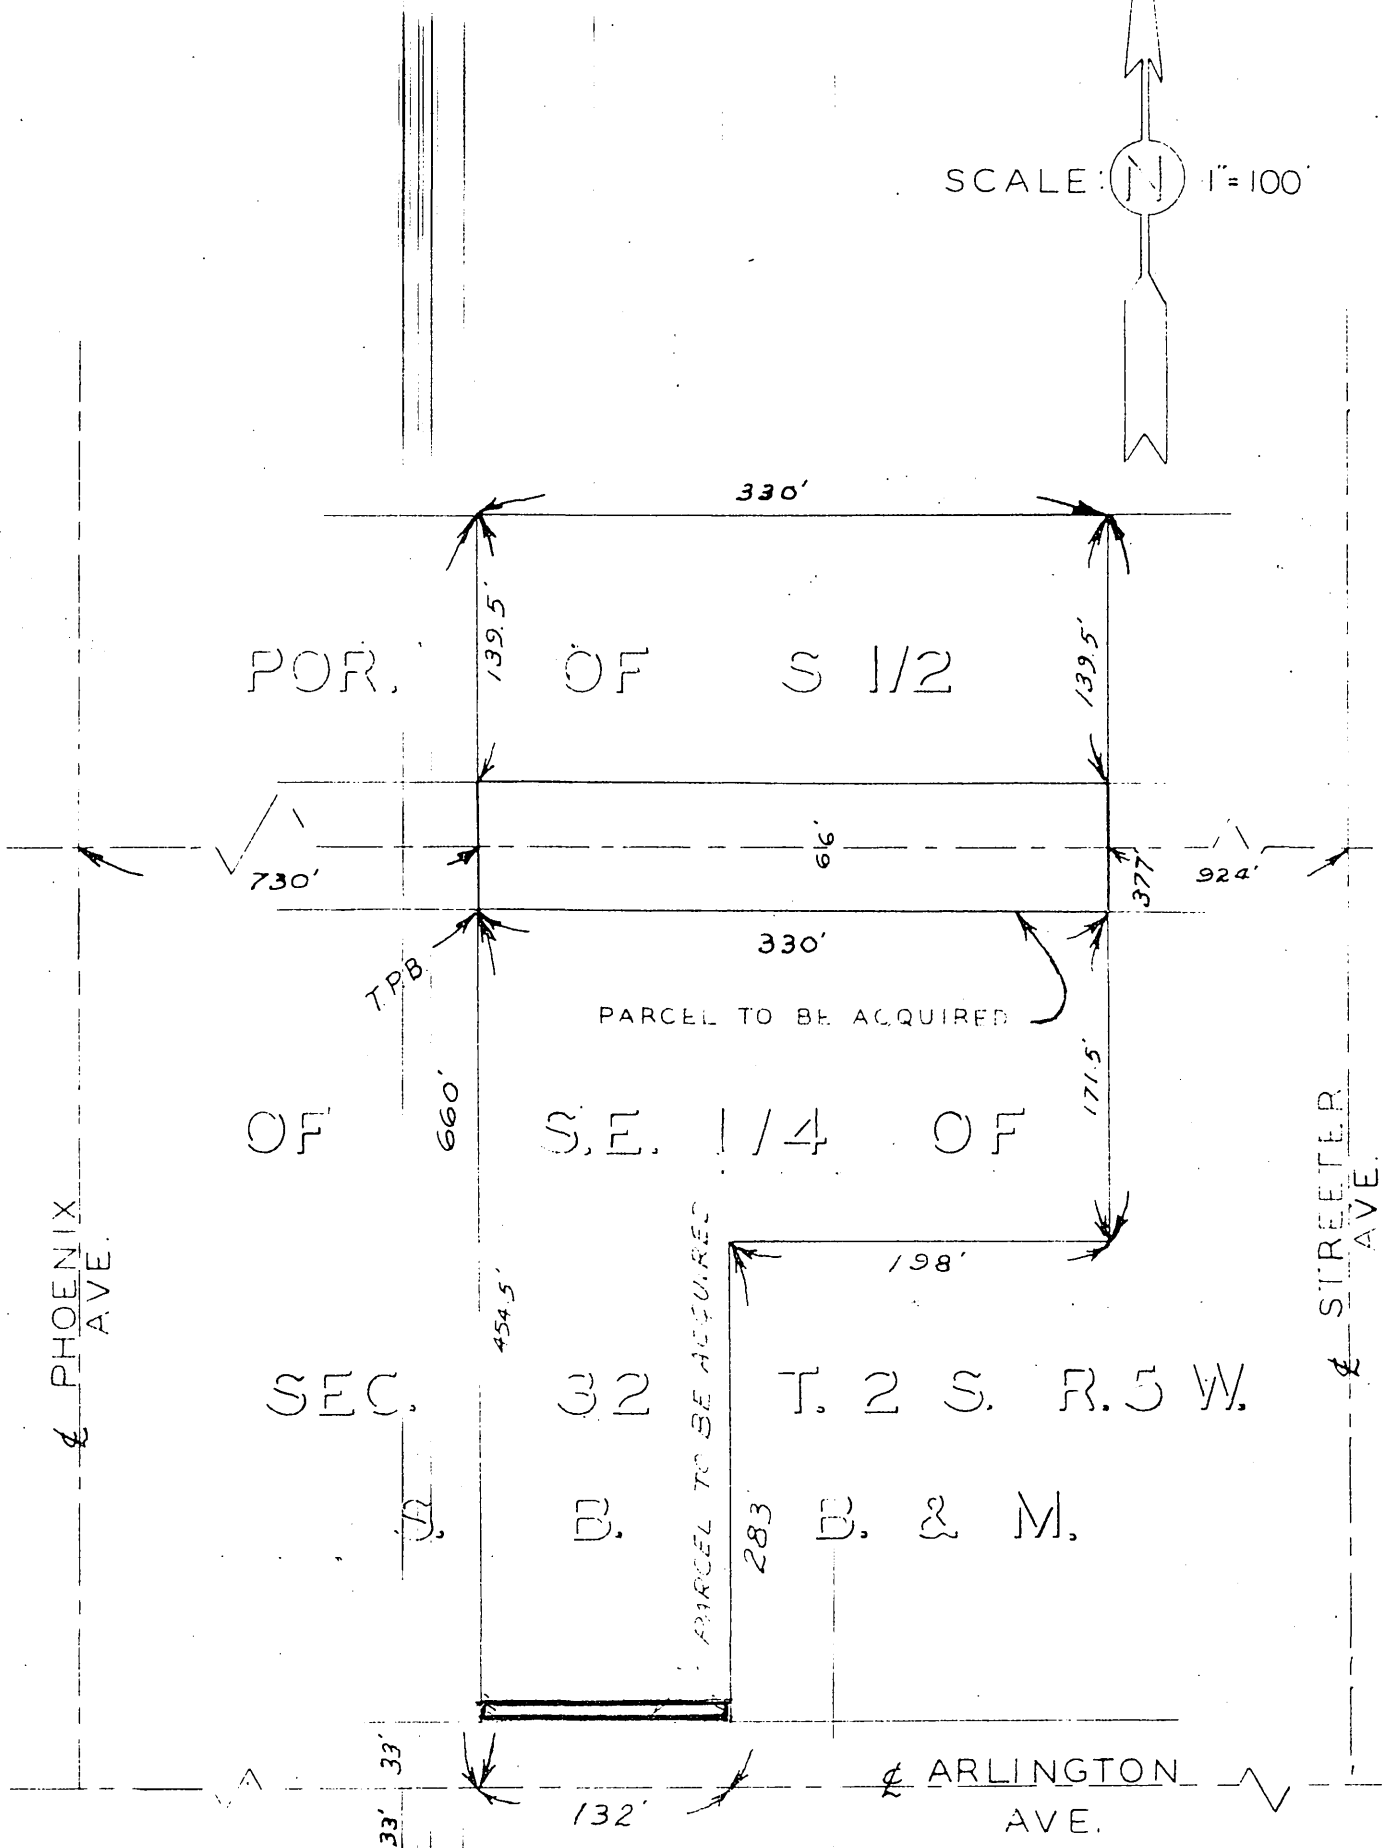 SCALE: N 1"=100'
330'
139.5'
139.5'
POR. OF S 1/2
66'
730'
377'
924'
330'
T.P.B.
PARCEL TO BE ACQUIRED
660'
171.5'
OF S.E. 1/4 OF
PHOENIX
AVE.
STREETER
AVE.
198'
454.5'
PARCEL TO BE ACQUIRED
SEC. 32 T. 2 S. R. 5 W.
B. B. & M.
283
33'
33'
132'
℄ ARLINGTON
AVE.
℄
℄